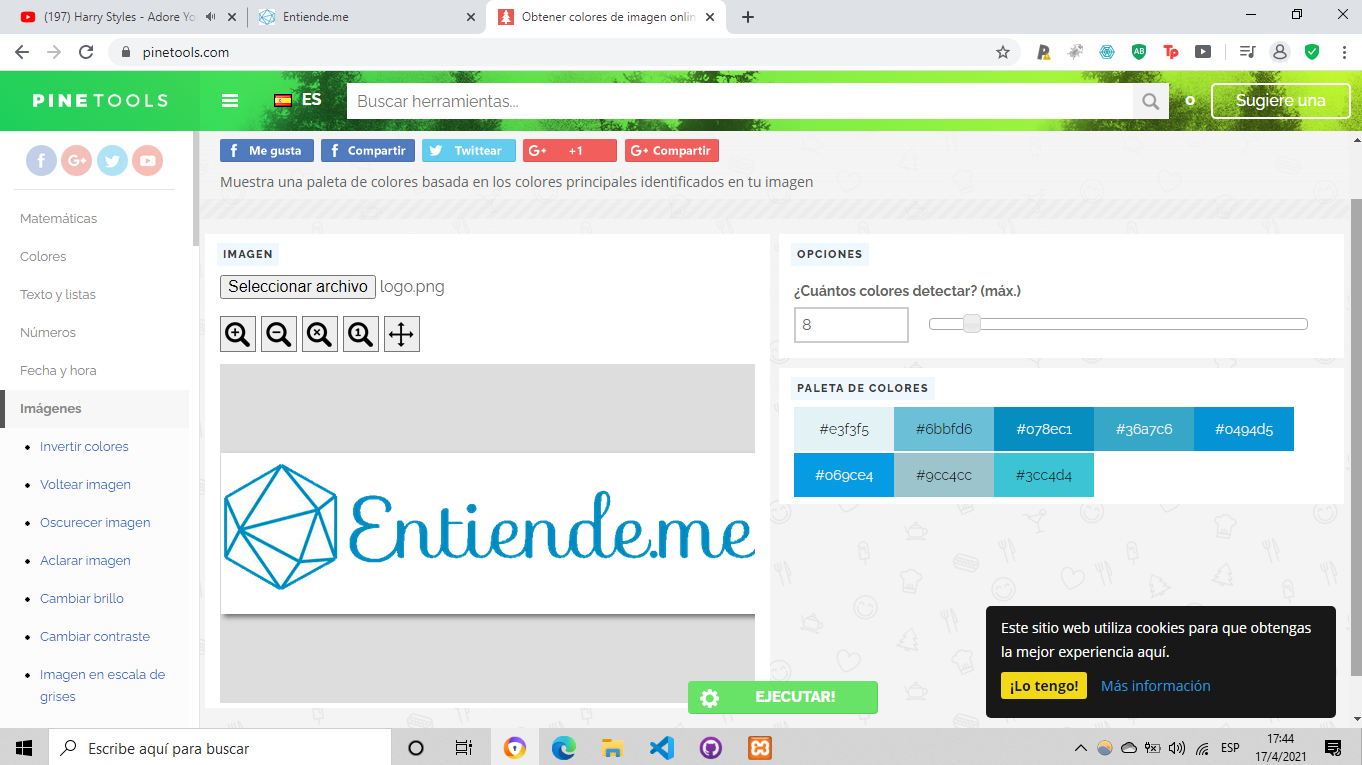 (197) Harry Styles - Adore Yo
Entiende.me
Obtener colores de imagen onlin
pinetools.com
PINETOOLS
ES
Buscar herramientas...
o
Sugiere una
Me gusta
Compartir
Twittear
+1
Compartir
Muestra una paleta de colores basada en los colores principales identificados en tu imagen
Matemáticas
Colores
Texto y listas
Números
Fecha y hora
Imágenes
Invertir colores
Voltear imagen
Oscurecer imagen
Aclarar imagen
Cambiar brillo
Cambiar contraste
Imagen en escala de
grises
IMAGEN
Seleccionar archivo logo.png
Entiende.me
EJECUTAR!
OPCIONES
¿Cuántos colores detectar? (máx.)
8
PALETA DE COLORES
#e3f3f5 #6bbfd6 #078ec1 #36a7c6 #0494d5
#069ce4 #9cc4cc #3cc4d4
Este sitio web utiliza cookies para que obtengas
la mejor experiencia aquí.
¡Lo tengo! Más información
Escribe aquí para buscar
ESP
17:44
17/4/2021